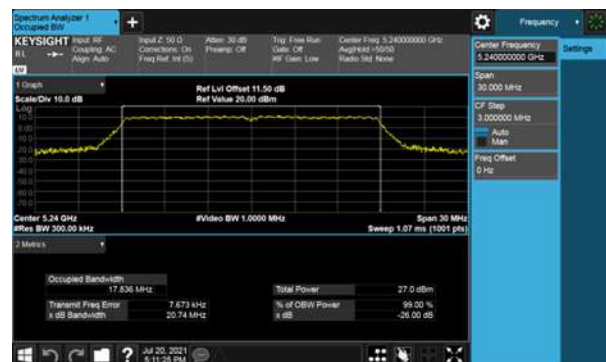 Spectrum Analyzer 1
Occupied BW
+
Frequency
KEYSIGHT
Input: RF
Coupling: AC
Align: Auto
Input Z: 50 Ω
Corrections: On
Freq Ref: Int (S)
Atten: 30 dB
Preamp: Off
Trig: Free Run
Gate: Off
#IF Gain: Low
Center Freq: 5.240000000 GHz
Avg|Hold:>50/50
Radio Std: None
Center Frequency
5.240000000 GHz
Settings
Span
30.000 MHz
CF Step
3.000000 MHz
Auto
Man
Freq Offset
0 Hz
1 Graph
Scale/Div 10.0 dB
Ref Lvl Offset 11.50 dB
Ref Value 20.00 dBm
Log
10.0
0.00
-10.0
-20.0
-30.0
-40.0
-50.0
-60.0
-70.0
Center 5.24 GHz
#Res BW 300.00 kHz
#Video BW 1.0000 MHz
Span 30 MHz
Sweep 1.07 ms (1001 pts)
2 Metrics
Occupied Bandwidth
17.836 MHz
Total Power
27.0 dBm
Transmit Freq Error
7.673 kHz
% of OBW Power
99.00 %
x dB Bandwidth
20.74 MHz
x dB
-26.00 dB
?
Jul 20, 2021
5:11:25 PM